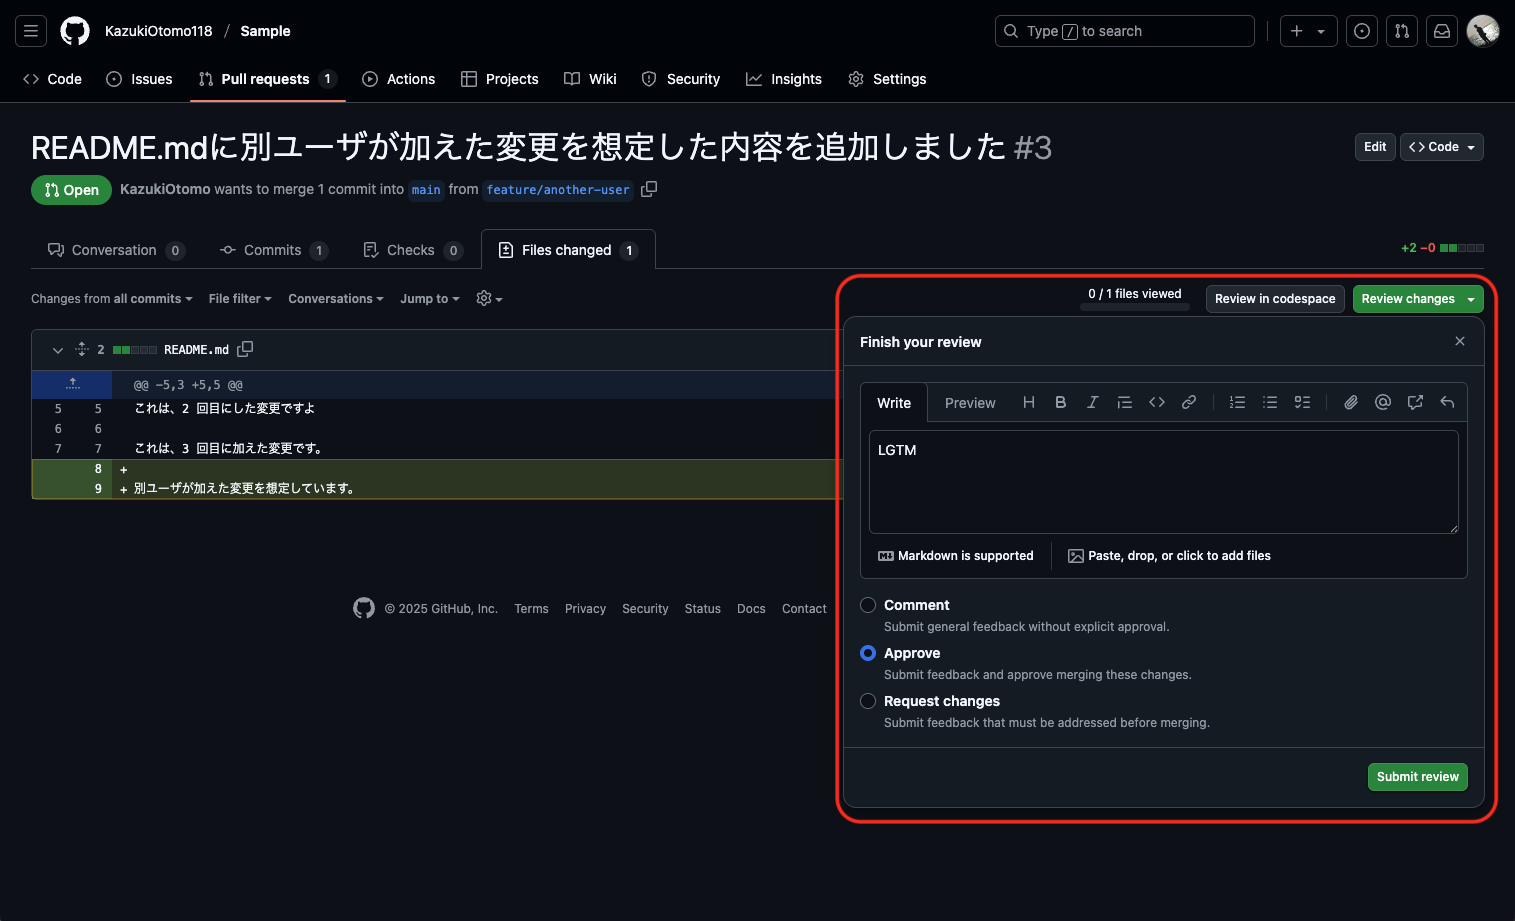 KazukiOtomo118 / Sample
Type / to search
Code Issues Pull requests 1 Actions Projects Wiki Security Insights Settings
README.mdに別ユーザが加えた変更を想定した内容を追加しました #3
Edit
Code
Open
KazukiOtomo wants to merge 1 commit into main from feature/another-user
Conversation 0
Commits 1
Checks 0
Files changed 1
+2 −0
Changes from all commits
File filter
Conversations
Jump to
0 / 1 files viewed
Review in codespace
Review changes
2 README.md
@@ -5,3 +5,5 @@
5 5 これは、2 回目にした変更ですよ
6 6
7 7 これは、3 回目に加えた変更です。
8 +
9 + 別ユーザが加えた変更を想定しています。
Finish your review
Write
Preview
LGTM
Markdown is supported
Paste, drop, or click to add files
Comment
Submit general feedback without explicit approval.
Approve
Submit feedback and approve merging these changes.
Request changes
Submit feedback that must be addressed before merging.
Submit review
© 2025 GitHub, Inc. Terms Privacy Security Status Docs Contact